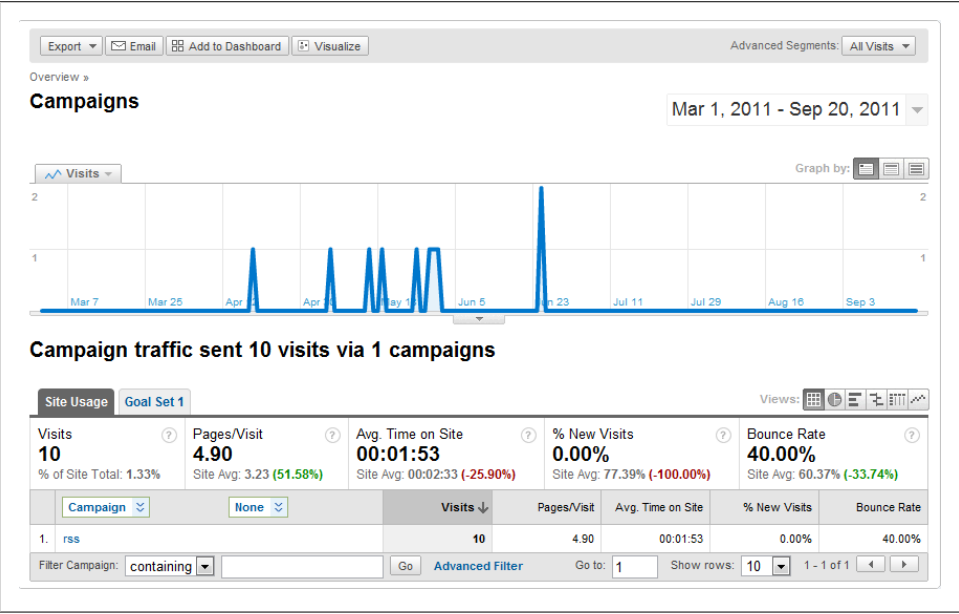 Export Email Add to Dashboard Visualize Advanced Segments: All Visits
Overview »
Campaigns
Mar 1, 2011 - Sep 20, 2011
Visits Graph by:
2 2
1 1
Mar 7 Mar 25 Apr Apr May Jun 5 23 Jul 11 Jul 29 Aug 16 Sep 3
Campaign traffic sent 10 visits via 1 campaigns
Site Usage Goal Set 1 Views:
Visits ? Pages/Visit ? Avg. Time on Site ? % New Visits ? Bounce Rate ?
10 4.90 00:01:53 0.00% 40.00%
% of Site Total: 1.33% Site Avg: 3.23 (51.58%) Site Avg: 00:02:33 (-25.90%) Site Avg: 77.39% (-100.00%) Site Avg: 60.37% (-33.74%)
Campaign None Visits Pages/Visit Avg. Time on Site % New Visits Bounce Rate
1. rss 10 4.90 00:01:53 0.00% 40.00%
Filter Campaign: containing Go Advanced Filter Go to: 1 Show rows: 10 1 - 1 of 1